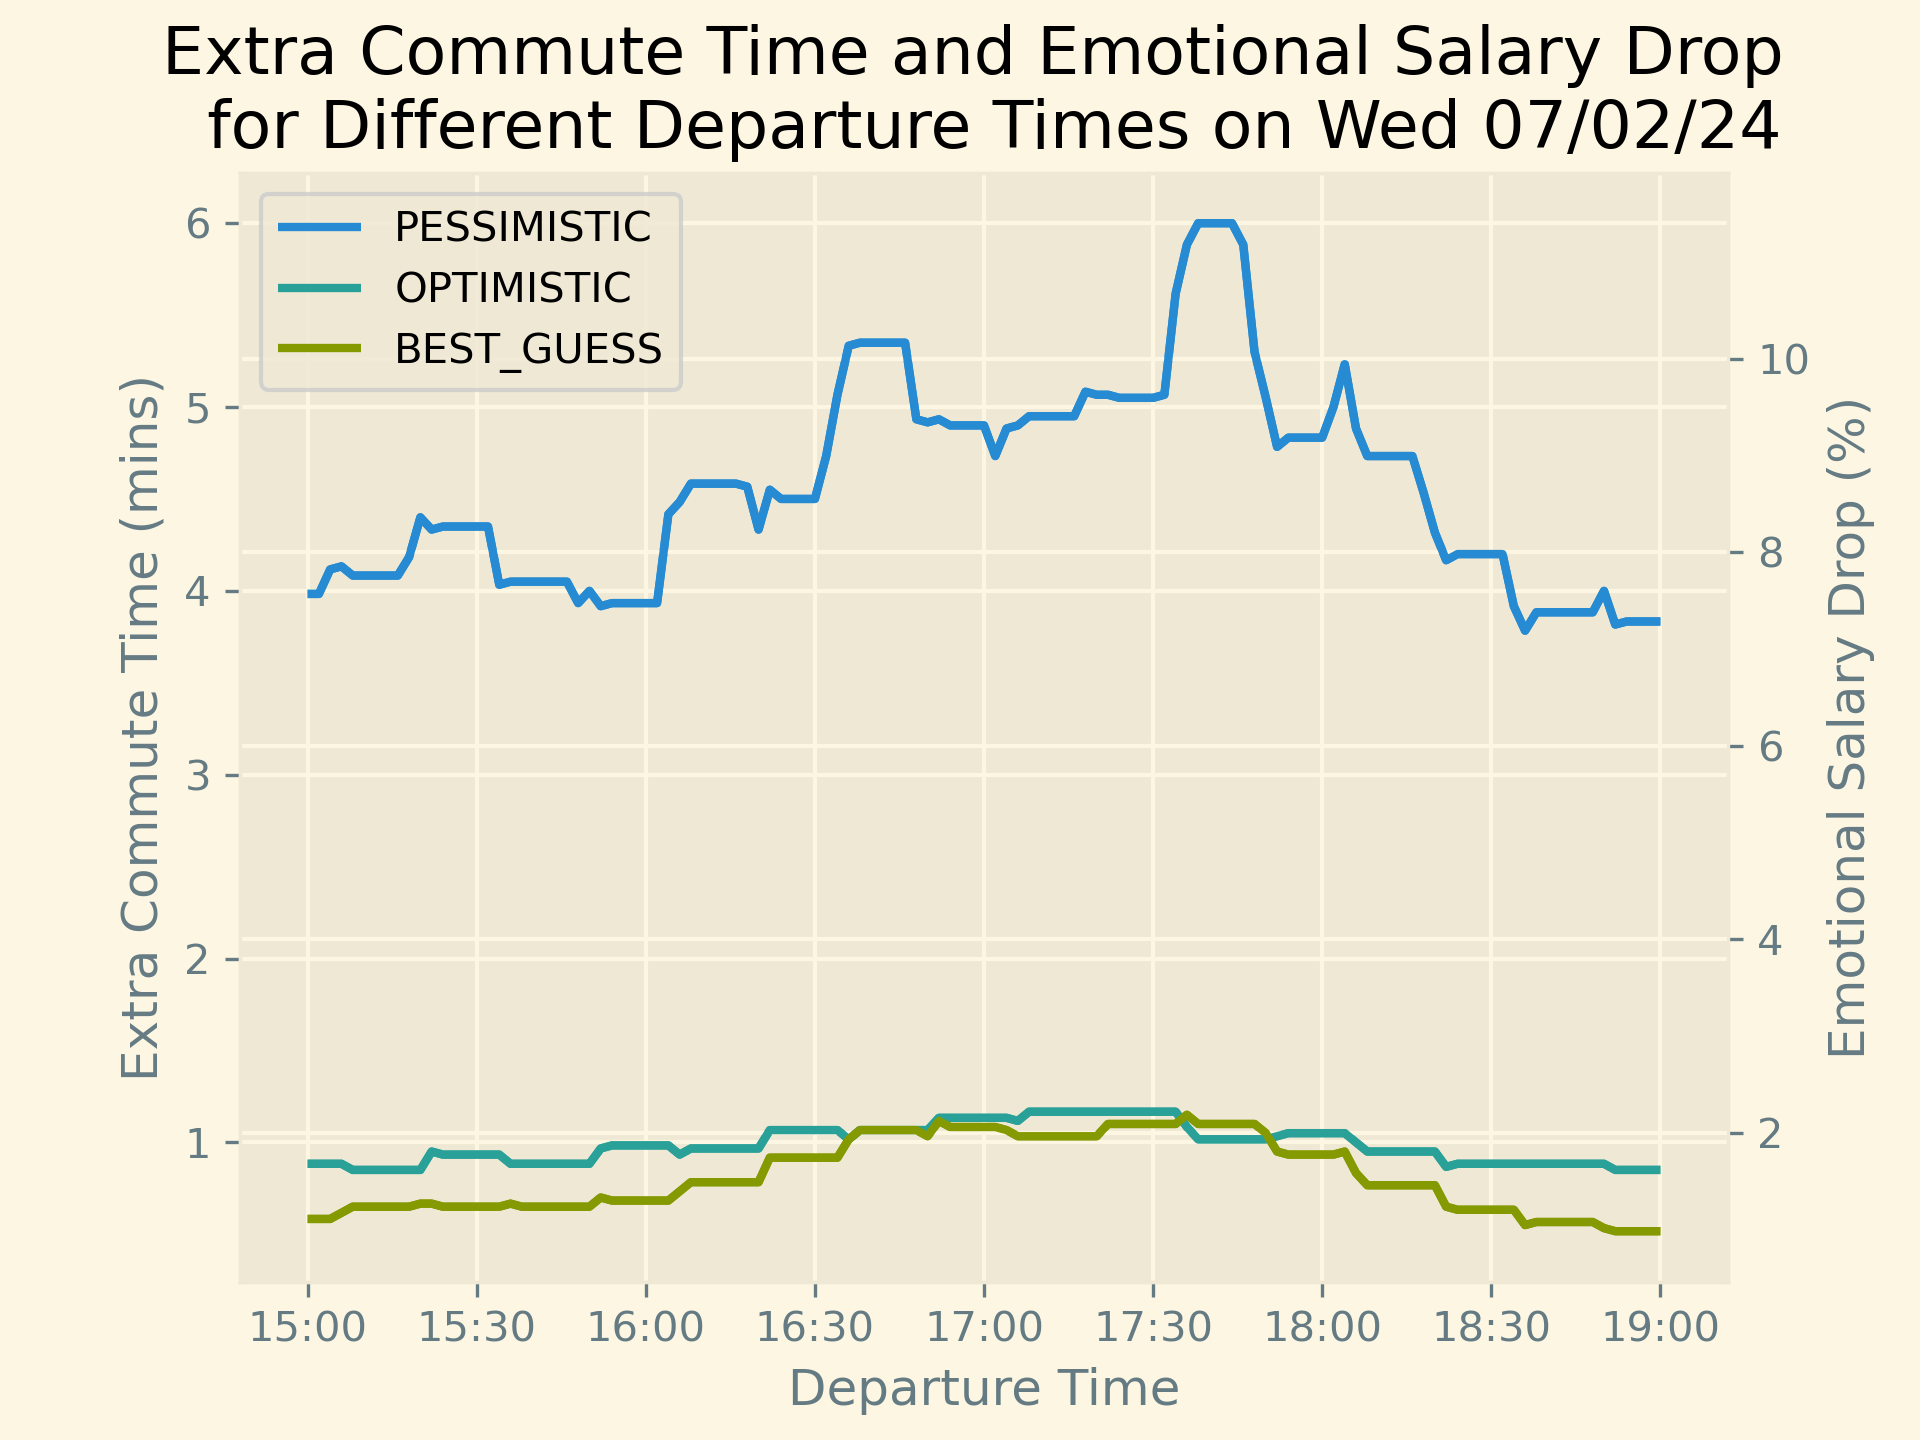 Extra Commute Time and Emotional Salary Drop
for Different Departure Times on Wed 07/02/24
PESSIMISTIC
OPTIMISTIC
BEST_GUESS
Extra Commute Time (mins)
6
5
4
3
2
1
Emotional Salary Drop (%)
10
8
6
4
2
15:00 15:30 16:00 16:30 17:00 17:30 18:00 18:30 19:00
Departure Time